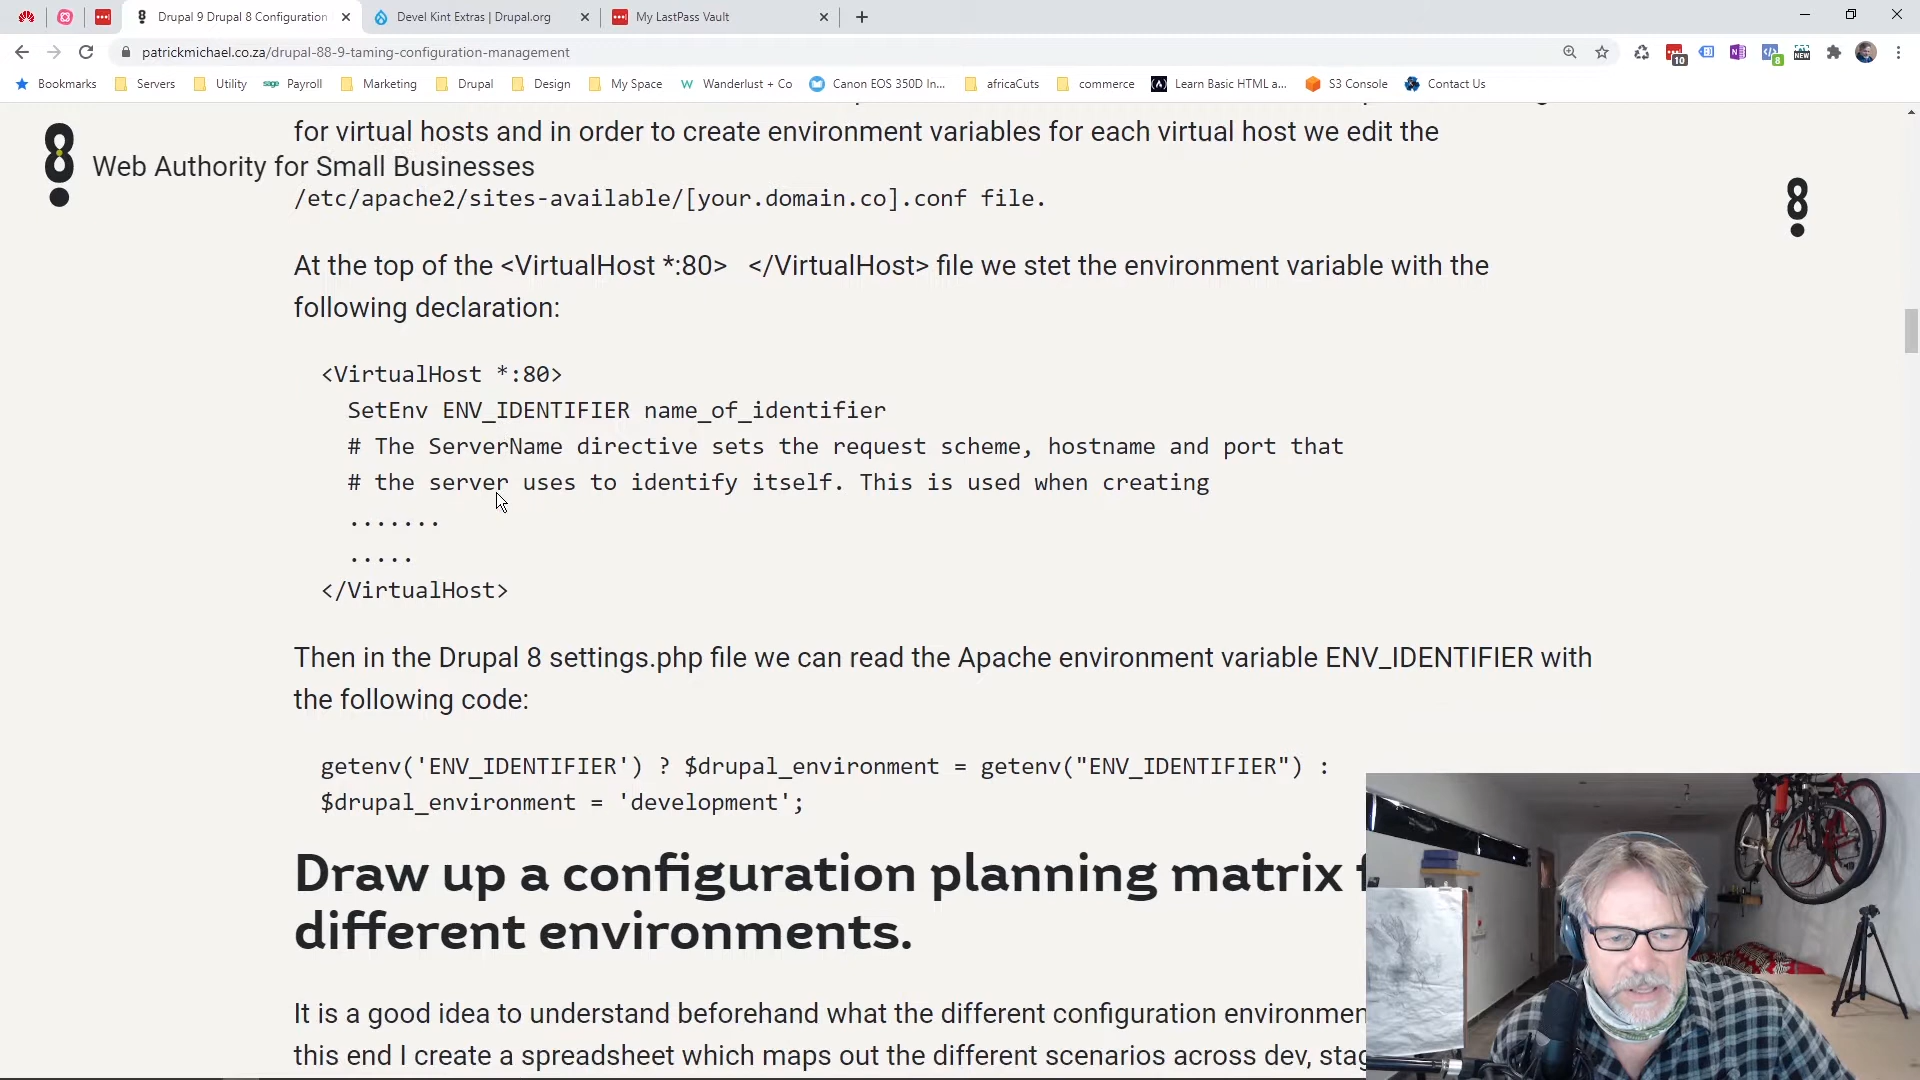 Drupal 9 Drupal 8 Configuration
Devel Kint Extras | Drupal.org
My LastPass Vault
patrickmichael.co.za/drupal-88-9-taming-configuration-management
10
8
NEW
Bookmarks
Servers
Utility
sage Payroll
Marketing
Drupal
Design
My Space
W Wanderlust + Co
Canon EOS 350D In...
africaCuts
commerce
Learn Basic HTML a...
S3 Console
Contact Us
for virtual hosts and in order to create environment variables for each virtual host we edit the
Web Authority for Small Businesses
/etc/apache2/sites-available/[your.domain.co].conf file.
At the top of the <VirtualHost *:80>   </VirtualHost> file we stet the environment variable with the
following declaration:
<VirtualHost *:80>
SetEnv ENV_IDENTIFIER name_of_identifier
# The ServerName directive sets the request scheme, hostname and port that
# the server uses to identify itself. This is used when creating
.......
.....
</VirtualHost>
Then in the Drupal 8 settings.php file we can read the Apache environment variable ENV_IDENTIFIER with
the following code:
getenv('ENV_IDENTIFIER') ? $drupal_environment = getenv("ENV_IDENTIFIER") :
$drupal_environment = 'development';
Draw up a configuration planning matrix f
different environments.
It is a good idea to understand beforehand what the different configuration environmen
this end I create a spreadsheet which maps out the different scenarios across dev, stag